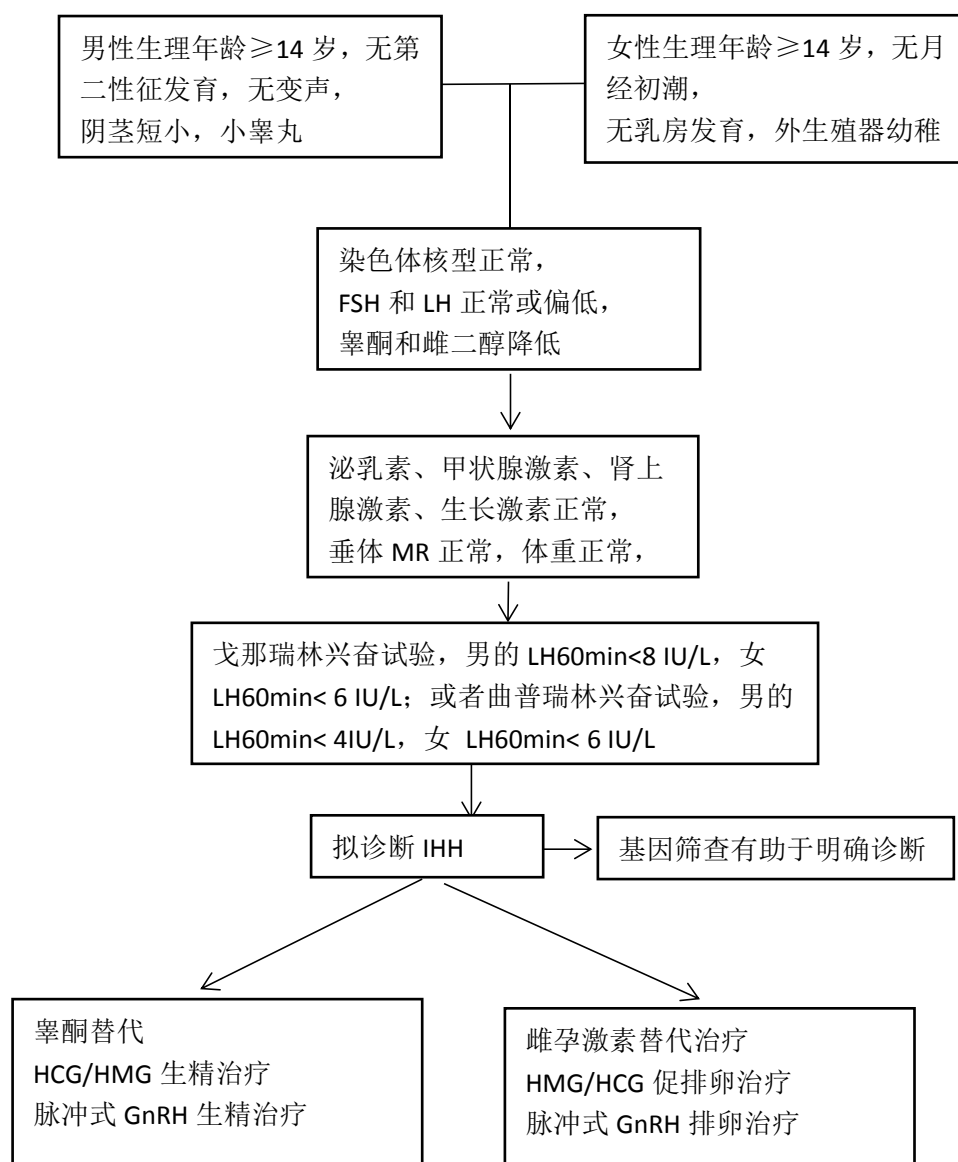 男性生理年龄≥14 岁，无第
二性征发育，无变声，
阴茎短小，小睾丸
女性生理年龄≥14 岁，无月
经初潮，
无乳房发育，外生殖器幼稚
染色体核型正常，
FSH 和 LH 正常或偏低，
睾酮和雌二醇降低
泌乳素、甲状腺激素、肾上
腺激素、生长激素正常，
垂体 MR 正常，体重正常，
戈那瑞林兴奋试验，男的 LH60min<8 IU/L，女
LH60min< 6 IU/L；或者曲普瑞林兴奋试验，男的
LH60min< 4IU/L，女 LH60min< 6 IU/L
拟诊断 IHH
基因筛查有助于明确诊断
睾酮替代
HCG/HMG 生精治疗
脉冲式 GnRH 生精治疗
雌孕激素替代治疗
HMG/HCG 促排卵治疗
脉冲式 GnRH 排卵治疗